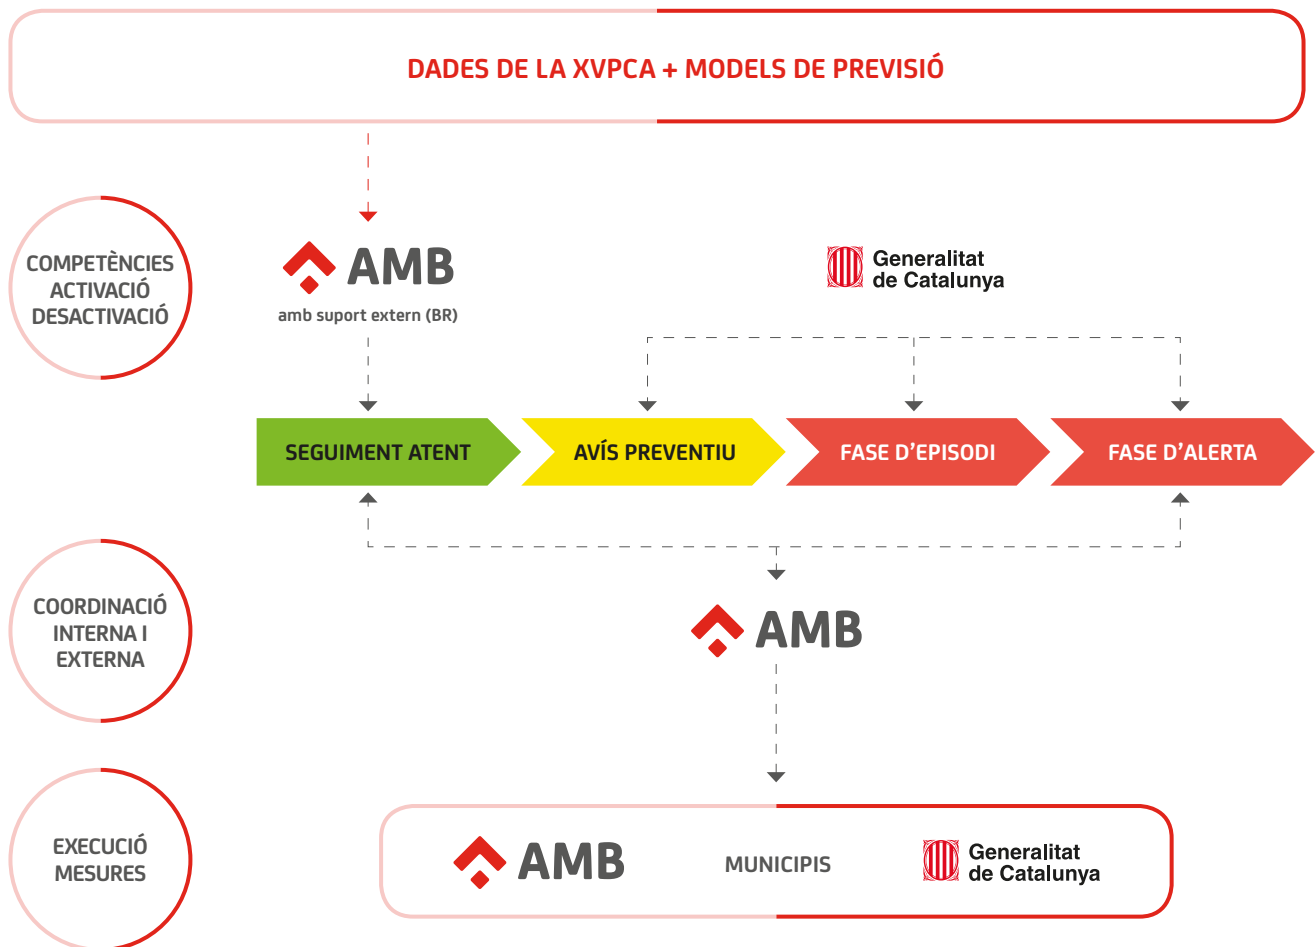 DADES DE LA XVPCA + MODELS DE PREVISIÓ
COMPETÈNCIES
ACTIVACIÓ
DESACTIVACIÓ
AMB
amb suport extern (BR)
Generalitat
de Catalunya
SEGUIMENT ATENT
AVÍS PREVENTIU
FASE D’EPISODI
FASE D’ALERTA
COORDINACIÓ
INTERNA I
EXTERNA
AMB
EXECUCIÓ
MESURES
AMB
MUNICIPIS
Generalitat
de Catalunya